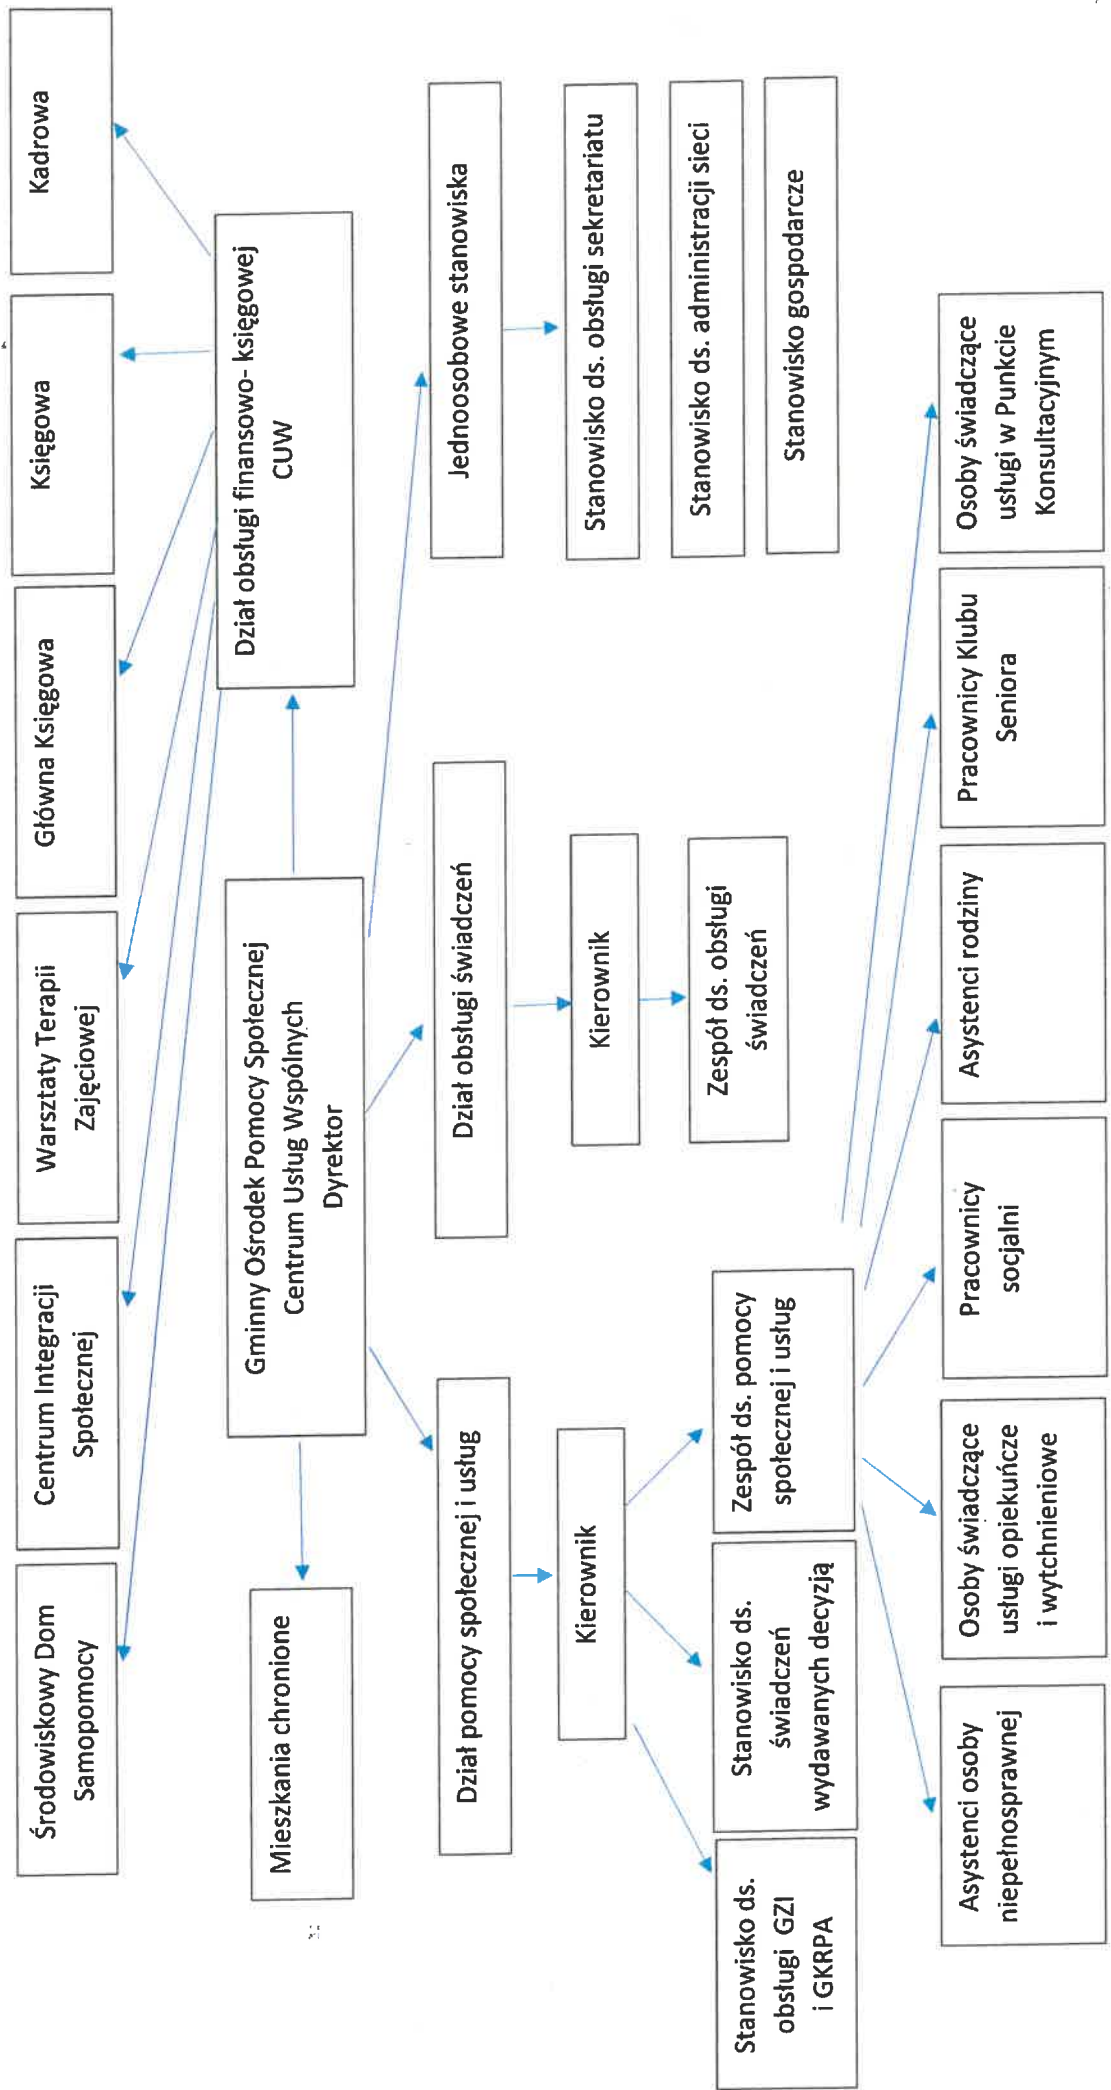 Środowiskowy Dom
Samopomocy
Centrum Integracji
Społecznej
Warsztaty Terapii
Zajęciowej
Główna Księgowa
Księgowa
Kadrowa
Mieszkania chronione
Gminny Ośrodek Pomocy Społecznej
Centrum Usług Wspólnych
Dyrektor
Dział obsługi finansowo- księgowej
CUW
Dział pomocy społecznej i usług
Dział obsługi świadczeń
Jednoosobowe stanowiska
Kierownik
Kierownik
Stanowisko ds. obsługi sekretariatu
Stanowisko ds. administracji sieci
Stanowisko gospodarcze
Stanowisko ds.
obsługi GZI
i GKRPA
Stanowisko ds.
świadczeń
wydawanych decyzją
Zespół ds. pomocy
społecznej i usług
Zespół ds. obsługi
świadczeń
Asystenci osoby
niepełnosprawnej
Osoby świadczące
usługi opiekuńcze
i wytchnieniowe
Pracownicy
socjalni
Asystenci rodziny
Pracownicy Klubu
Seniora
Osoby świadczące
usługi w Punkcie
Konsultacyjnym